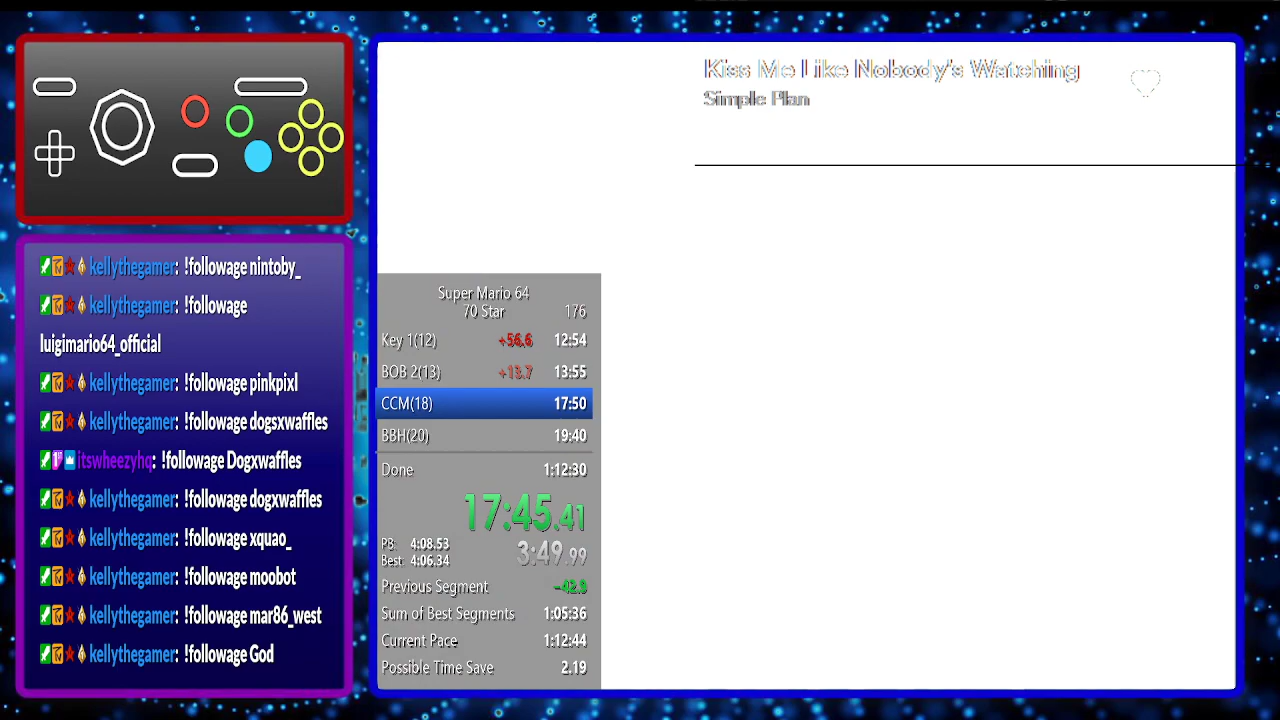 Kiss Me Like Nobody's Watching
Simple Plan
kellythegamer: !followage nintoby_
kellythegamer: !followage
luigimario64_official
kellythegamer: !followage pinkpixl
kellythegamer: !followage dogsxwaffles
itswheezyhq: !followage Dogxwaffles
kellythegamer: !followage dogxwaffles
kellythegamer: !followage xquao_
kellythegamer: !followage moobot
kellythegamer: !followage mar86_west
kellythegamer: !followage God
Super Mario 64
70 Star 176
Key 1(12) +56.6 12:54
BOB 2(13) +13.7 13:55
CCM(18) 17:50
BBH(20) 19:40
Done 1:12:30
17:45.41
PB: 4:08.53 3:49.99
Best: 4:06.34
Previous Segment -42.9
Sum of Best Segments 1:05:36
Current Pace 1:12:44
Possible Time Save 2.19